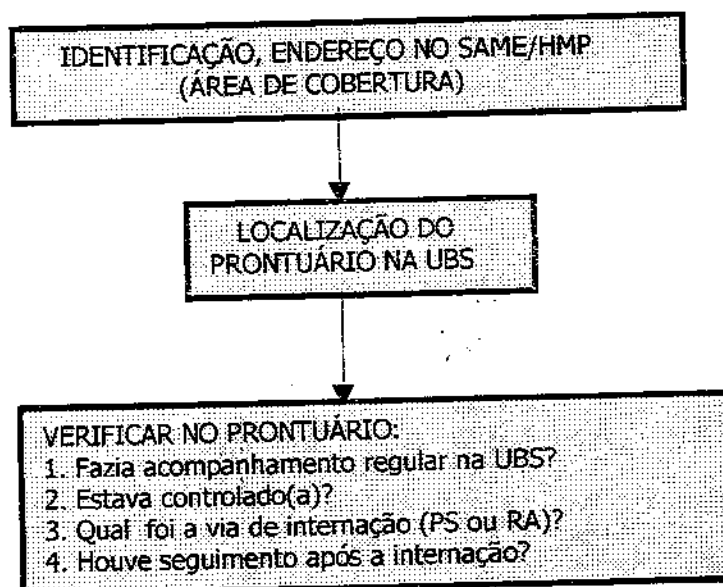 IDENTIFICAÇÃO, ENDEREÇO NO SAME/HMP
(ÁREA DE COBERTURA)
LOCALIZAÇÃO DO
PRONTUÁRIO NA UBS
VERIFICAR NO PRONTUÁRIO:
1. Fazia acompanhamento regular na UBS?
2. Estava controlado(a)?
3. Qual foi a via de internação (PS ou RA)?
4. Houve seguimento após a internação?